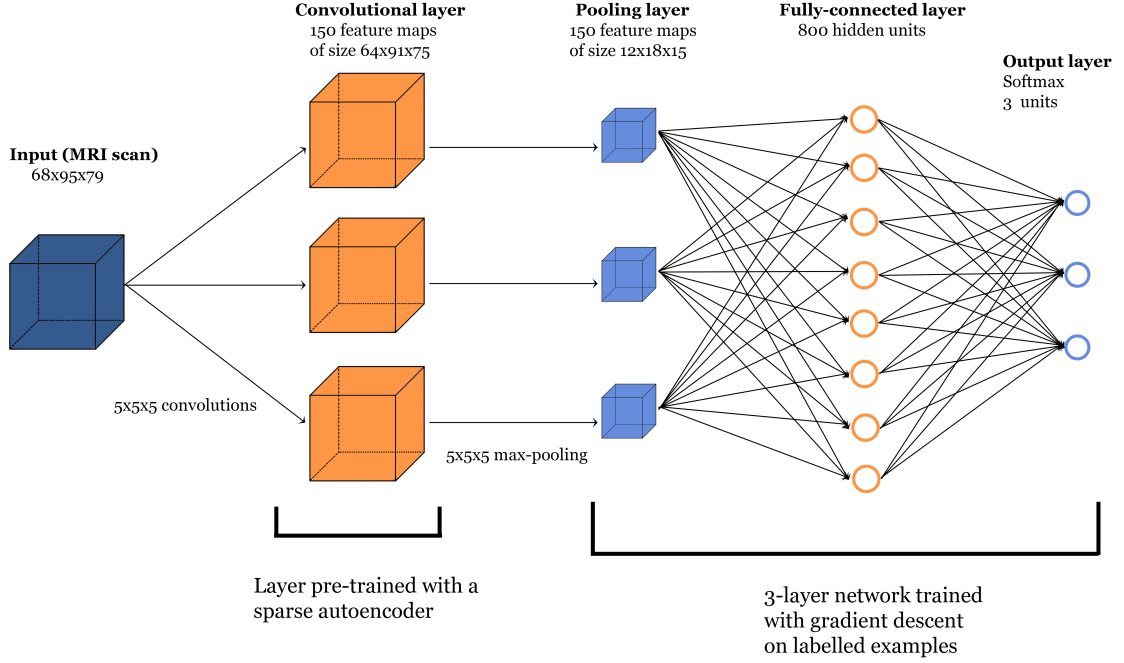 Convolutional layer
150 feature maps
of size 64x91x75
Pooling layer
150 feature maps
of size 12x18x15
Fully-connected layer
800 hidden units
Output layer
Softmax
3 units
Input (MRI scan)
68x95x79
5x5x5 convolutions
5x5x5 max-pooling
Layer pre-trained with a
sparse autoencoder
3-layer network trained
with gradient descent
on labelled examples